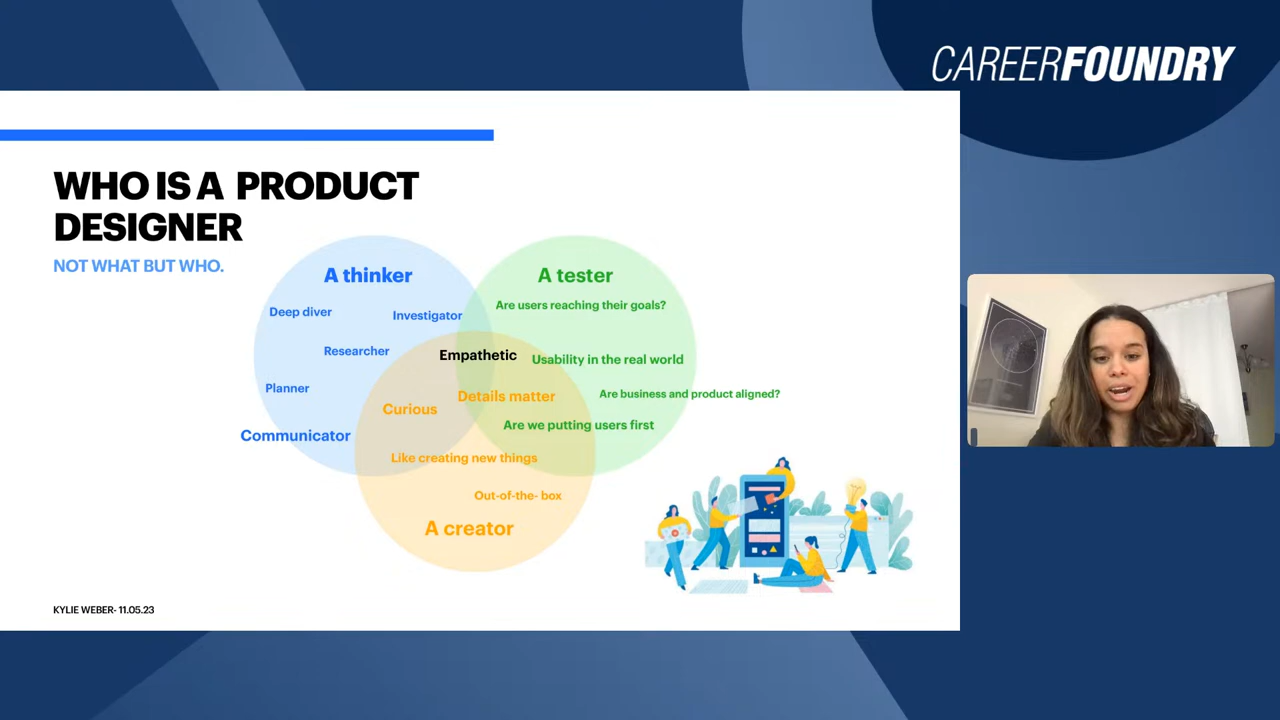 CAREERFOUNDRY
WHO IS A PRODUCT
DESIGNER
NOT WHAT BUT WHO.
A thinker
Deep diver
Investigator
Researcher
Planner
Communicator
A tester
Are users reaching their goals?
Empathetic
Usability in the real world
Details matter
Are business and product aligned?
Curious
Are we putting users first
Like creating new things
Out-of-the- box
A creator
KYLIE WEBER- 11.05.23